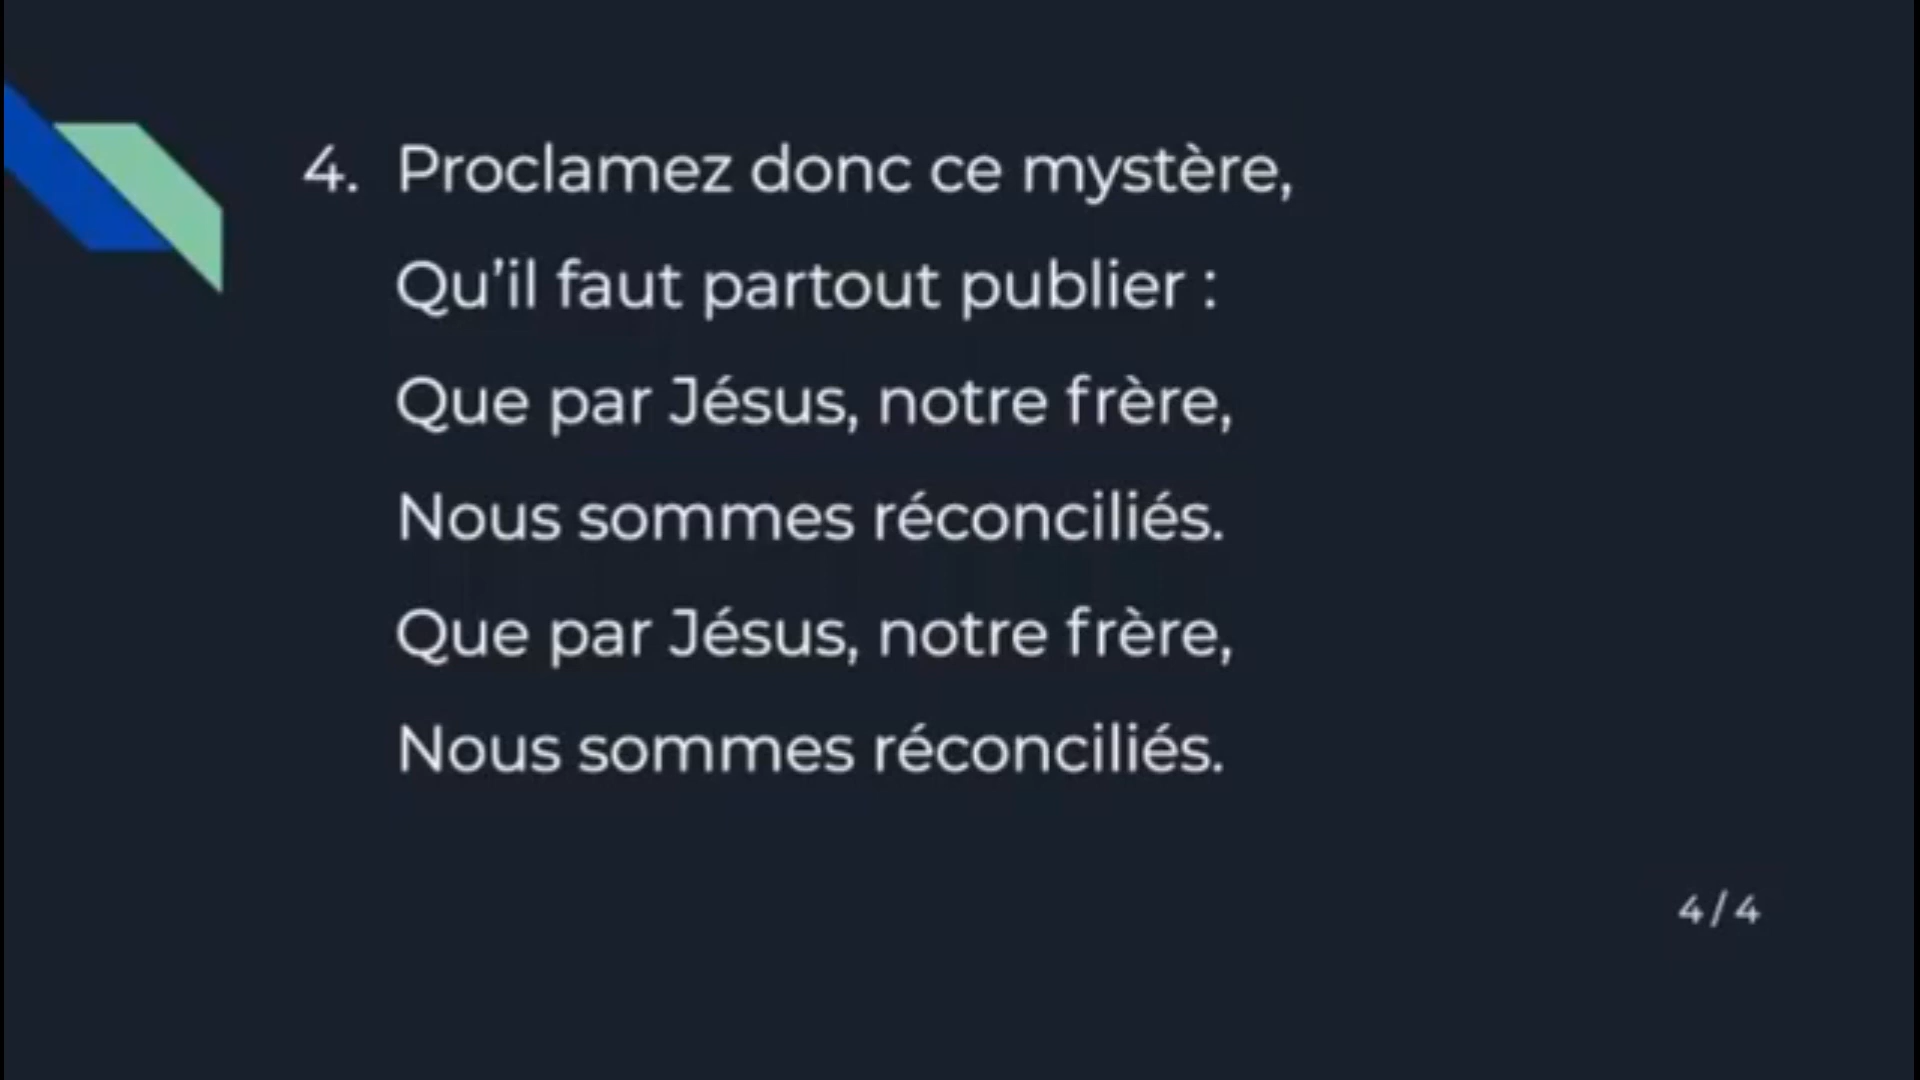 4. Proclamez donc ce mystère,
Qu’il faut partout publier :
Que par Jésus, notre frère,
Nous sommes réconciliés.
Que par Jésus, notre frère,
Nous sommes réconciliés.
4 / 4